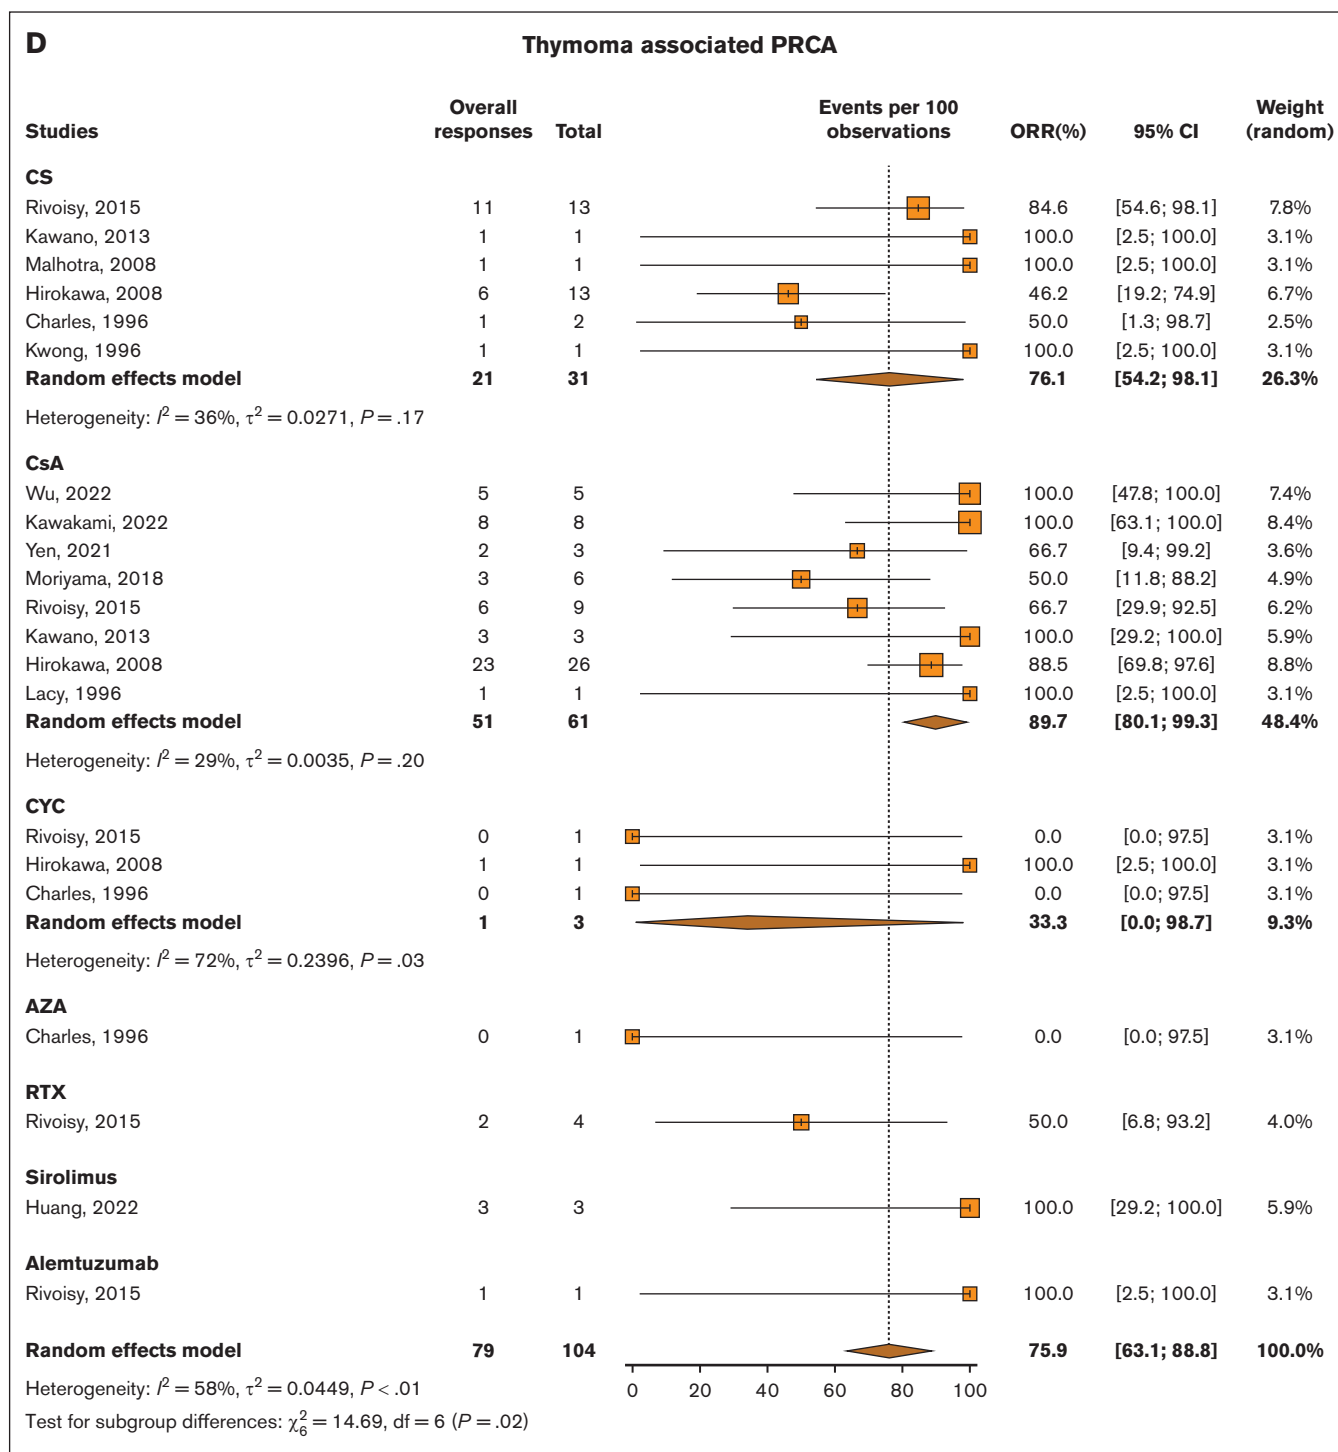 D Thymoma associated PRCA
Overall Events per 100 Weight
Studies responses Total observations ORR(%) 95% CI (random)
CS
Rivoisy, 2015 11 13 84.6 [54.6; 98.1] 7.8%
Kawano, 2013 1 1 100.0 [2.5; 100.0] 3.1%
Malhotra, 2008 1 1 100.0 [2.5; 100.0] 3.1%
Hirokawa, 2008 6 13 46.2 [19.2; 74.9] 6.7%
Charles, 1996 1 2 50.0 [1.3; 98.7] 2.5%
Kwong, 1996 1 1 100.0 [2.5; 100.0] 3.1%
Random effects model 21 31 76.1 [54.2; 98.1] 26.3%
Heterogeneity: I² = 36%, τ² = 0.0271, P = .17
CsA
Wu, 2022 5 5 100.0 [47.8; 100.0] 7.4%
Kawakami, 2022 8 8 100.0 [63.1; 100.0] 8.4%
Yen, 2021 2 3 66.7 [9.4; 99.2] 3.6%
Moriyama, 2018 3 6 50.0 [11.8; 88.2] 4.9%
Rivoisy, 2015 6 9 66.7 [29.9; 92.5] 6.2%
Kawano, 2013 3 3 100.0 [29.2; 100.0] 5.9%
Hirokawa, 2008 23 26 88.5 [69.8; 97.6] 8.8%
Lacy, 1996 1 1 100.0 [2.5; 100.0] 3.1%
Random effects model 51 61 89.7 [80.1; 99.3] 48.4%
Heterogeneity: I² = 29%, τ² = 0.0035, P = .20
CYC
Rivoisy, 2015 0 1 0.0 [0.0; 97.5] 3.1%
Hirokawa, 2008 1 1 100.0 [2.5; 100.0] 3.1%
Charles, 1996 0 1 0.0 [0.0; 97.5] 3.1%
Random effects model 1 3 33.3 [0.0; 98.7] 9.3%
Heterogeneity: I² = 72%, τ² = 0.2396, P = .03
AZA
Charles, 1996 0 1 0.0 [0.0; 97.5] 3.1%
RTX
Rivoisy, 2015 2 4 50.0 [6.8; 93.2] 4.0%
Sirolimus
Huang, 2022 3 3 100.0 [29.2; 100.0] 5.9%
Alemtuzumab
Rivoisy, 2015 1 1 100.0 [2.5; 100.0] 3.1%
Random effects model 79 104 75.9 [63.1; 88.8] 100.0%
Heterogeneity: I² = 58%, τ² = 0.0449, P < .01
0 20 40 60 80 100
Test for subgroup differences: χ²₆ = 14.69, df = 6 (P = .02)